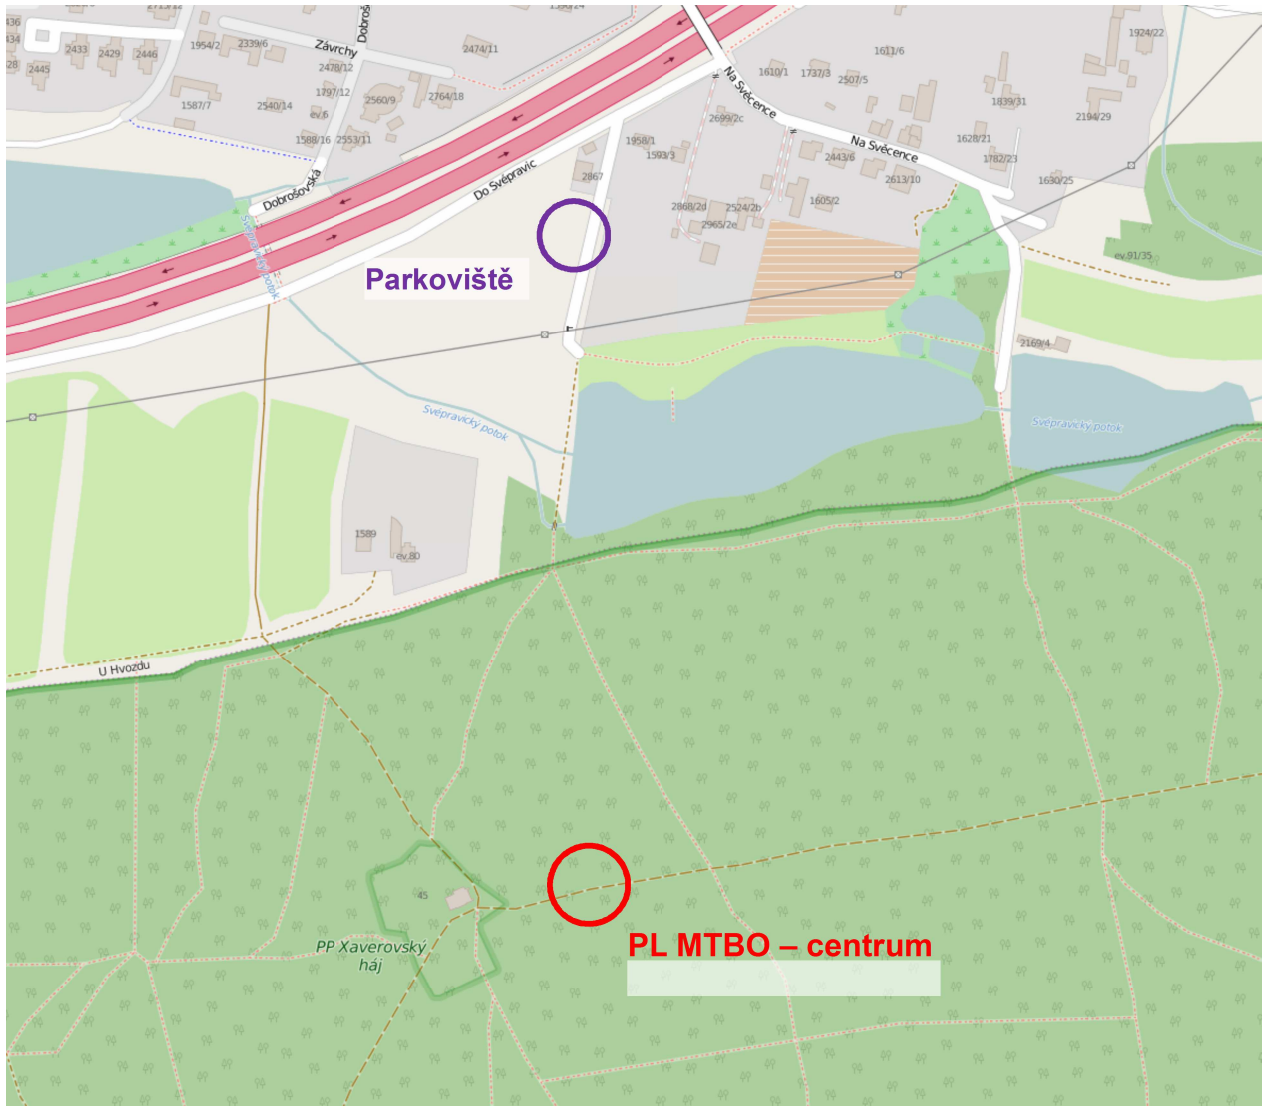 2433
2429
2446
2445
1954/2
2339/6
Závrchy
2478/12
2474/11
1797/12
2560/9
2764/18
1587/7
2540/14
ev.6
1588/16
2553/11
Dobrošovská
Do Svépravic
Na Svěcence
Na Svěcence
1610/1
1737/3
2507/5
1611/6
1924/22
1839/31
2194/29
2699/2c
1958/1
1593/3
2867
2443/6
1628/21
1782/23
2613/10
1630/25
2868/2d
2524/2b
2965/2e
1605/2
ev.91/35
Svépravický potok
Parkoviště
2169/4
Svépravický potok
Svépravický potok
1589
ev.80
U Hvozdu
45
PP Xaverovský
háj
PL MTBO – centrum